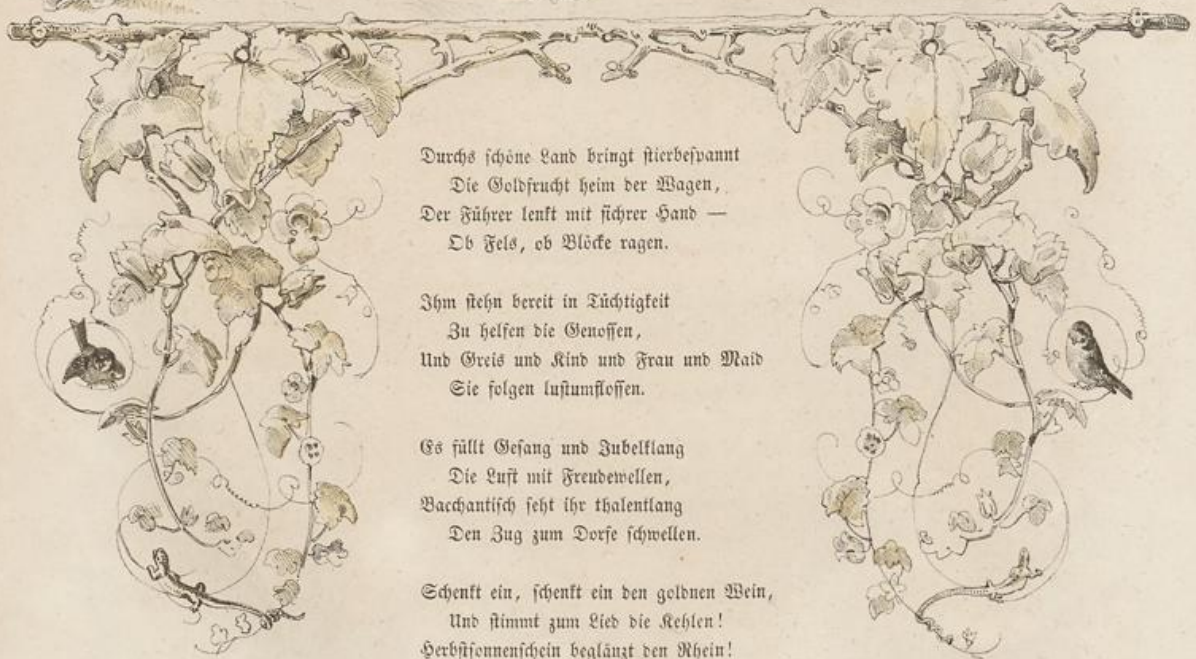 Durchs schöne Land bringt stierbespannt
Die Goldfrucht heim der Wagen,
Der Führer lenkt mit sichrer Hand —
Ob Fels, ob Blöcke ragen.
Ihm stehn bereit in Tüchtigkeit
Zu helfen die Genossen,
Und Greis und Kind und Frau und Maid
Sie folgen lustumflossen.
Es füllt Gesang und Jubelklang
Die Luft mit Freudewellen,
Bacchantisch seht ihr thalentlang
Den Zug zum Dorfe schwellen.
Schenkt ein, schenkt ein den goldnen Wein,
Und stimmt zum Lied die Kehlen!
Herbstsonnenschein beglänzt den Rhein!